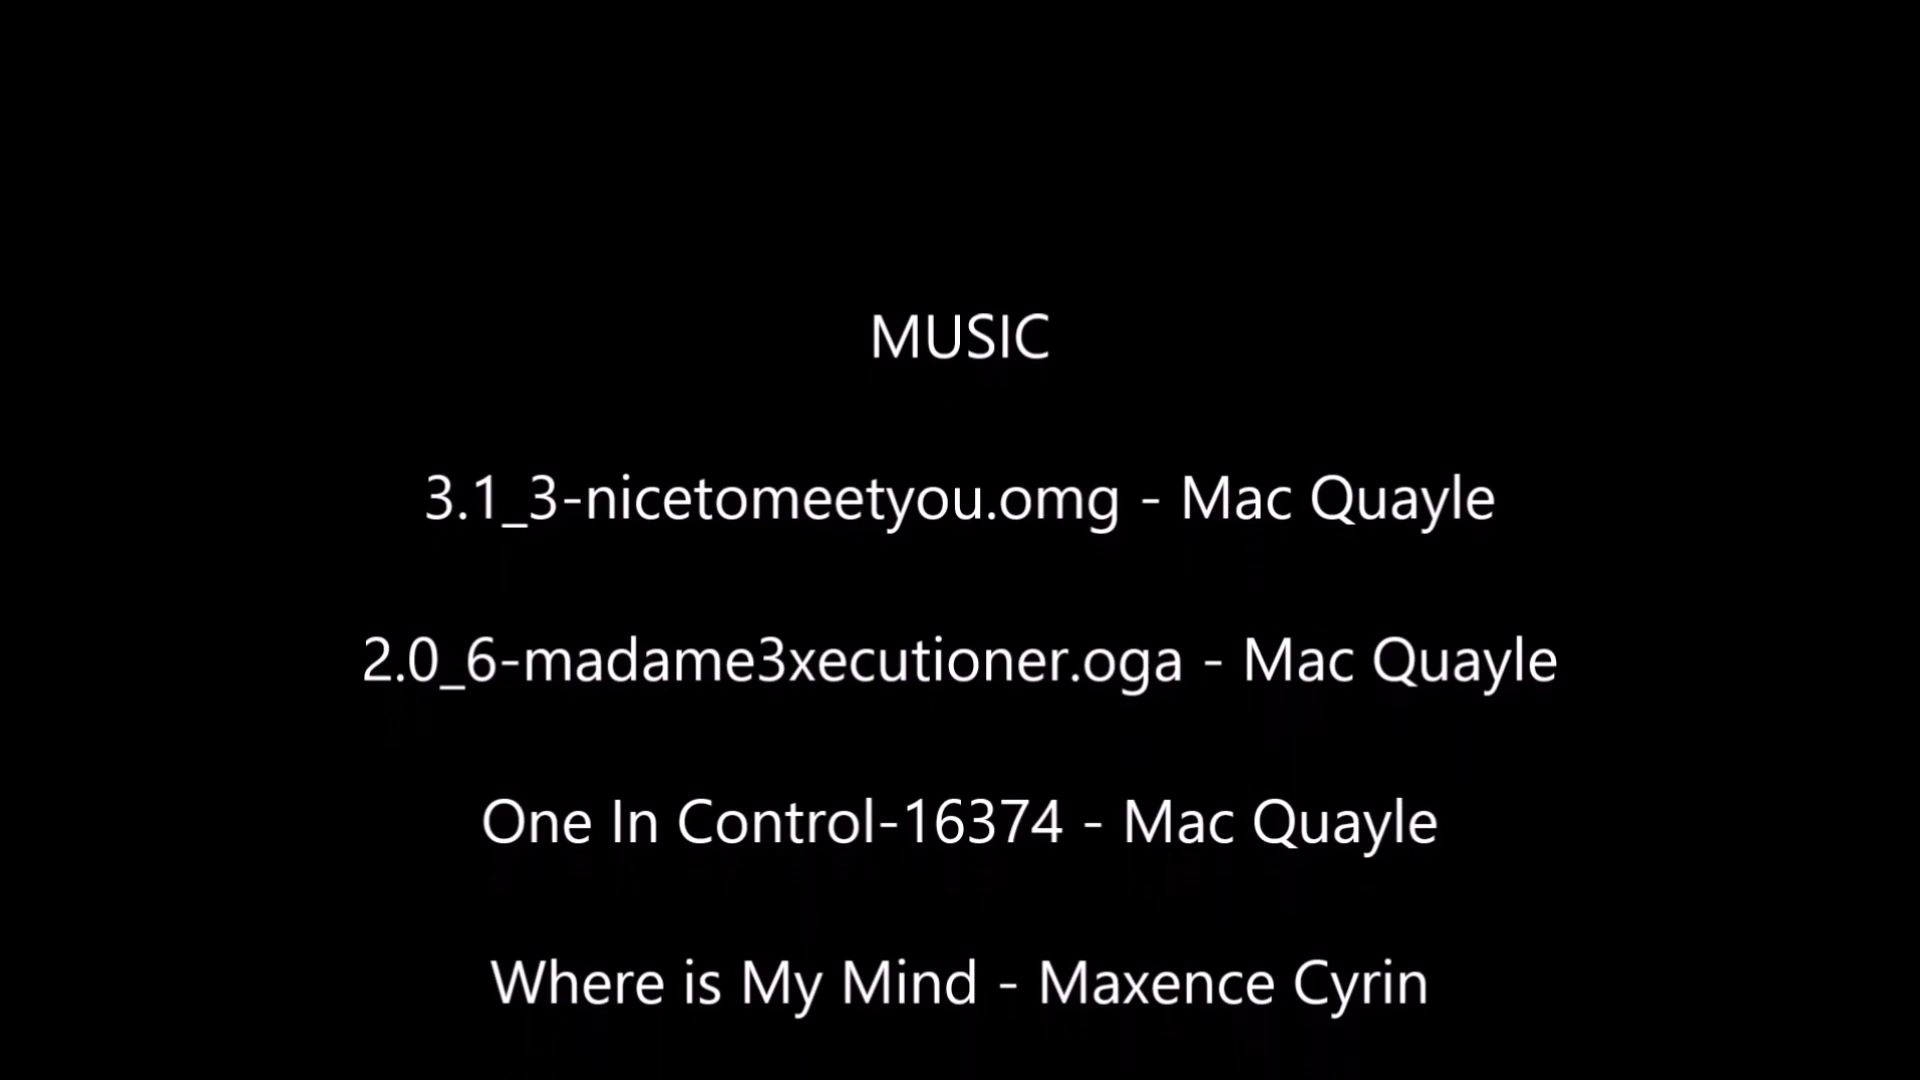 MUSIC
3.1_3-nicetomeetyou.omg - Mac Quayle
2.0_6-madame3xecutioner.oga - Mac Quayle
One In Control-16374 - Mac Quayle
Where is My Mind - Maxence Cyrin